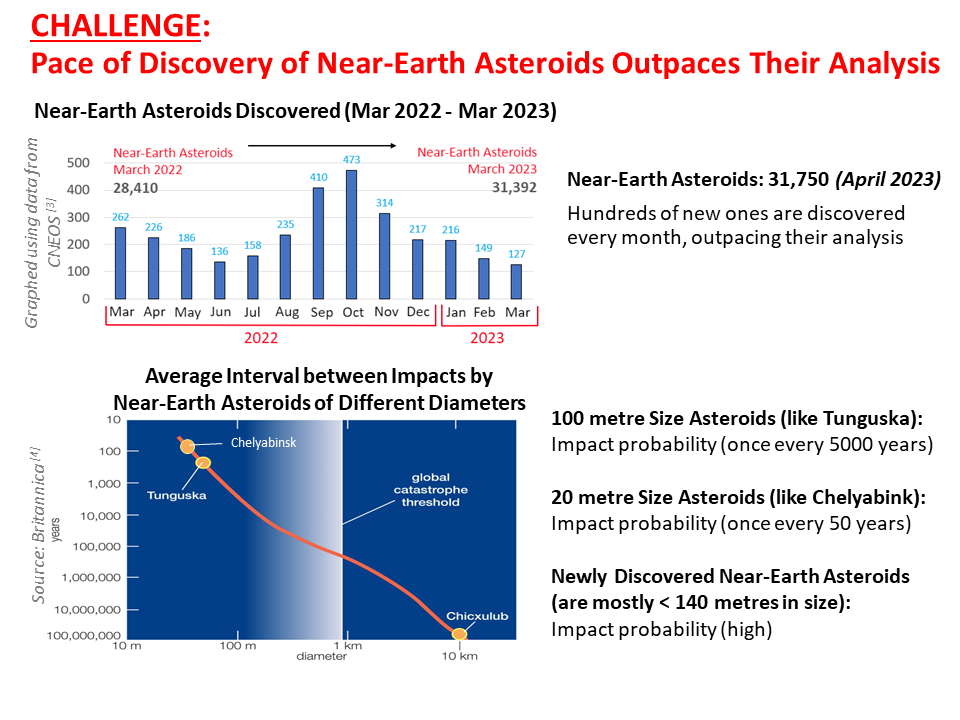 CHALLENGE:
Pace of Discovery of Near-Earth Asteroids Outpaces Their Analysis
Near-Earth Asteroids Discovered (Mar 2022 - Mar 2023)
Graphed using data from
CNEOS [3]
500
400
300
200
100
0
Near-Earth Asteroids
March 2022
28,410
Near-Earth Asteroids
March 2023
31,392
262
226
186
136
158
235
410
473
314
217
216
149
127
Mar Apr May Jun Jul Aug Sep Oct Nov Dec Jan Feb Mar
2022 2023
Near-Earth Asteroids: 31,750 (April 2023)
Hundreds of new ones are discovered
every month, outpacing their analysis
Average Interval between Impacts by
Near-Earth Asteroids of Different Diameters
Source: Britannica [4]
years
10
100
1,000
10,000
100,000
1,000,000
10,000,000
100,000,000
Chelyabinsk
Tunguska
global
catastrophe
threshold
Chicxulub
10 m 100 m 1 km 10 km
diameter
100 metre Size Asteroids (like Tunguska):
Impact probability (once every 5000 years)
20 metre Size Asteroids (like Chelyabink):
Impact probability (once every 50 years)
Newly Discovered Near-Earth Asteroids
(are mostly < 140 metres in size):
Impact probability (high)